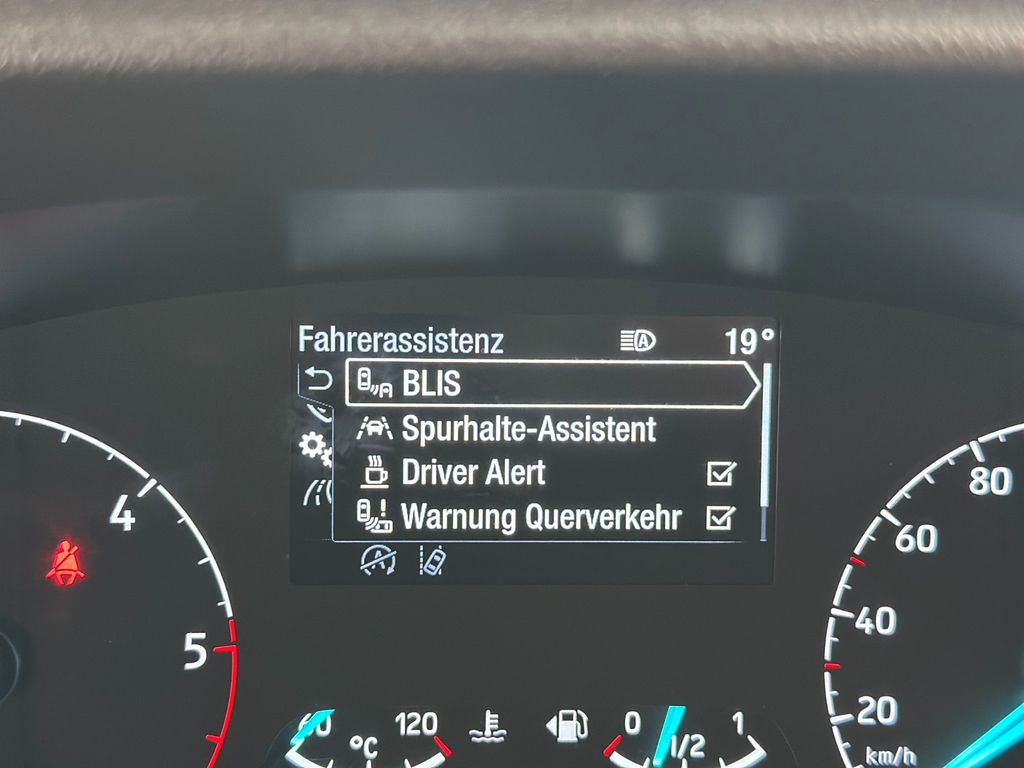 Fahrerassistenz 19°
BLIS
Spurhalte-Assistent
Driver Alert
Warnung Querverkehr
4
5
80
60
40
20
km/h
60 120
°C
0 1/2 1